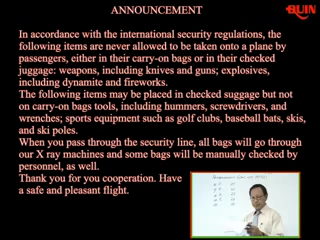 ANNOUNCEMENT
BUIN
In accordance with the international security regulations, the
following items are never allowed to be taken onto a plane by
passengers, either in their carry-on bags or in their checked
juggage: weapons, including knives and guns; explosives,
including dynamite and fireworks.
The following items may be placed in checked suggage but not
on carry-on bags tools, including hummers, screwdrivers, and
wrenches; sports equipment such as golf clubs, baseball bats, skis,
and ski poles.
When you pass through the security line, all bags will go through
our X ray machines and some bags will be manually checked by
personnel, as well.
Thank you for you cooperation. Have
a safe and pleasant flight.